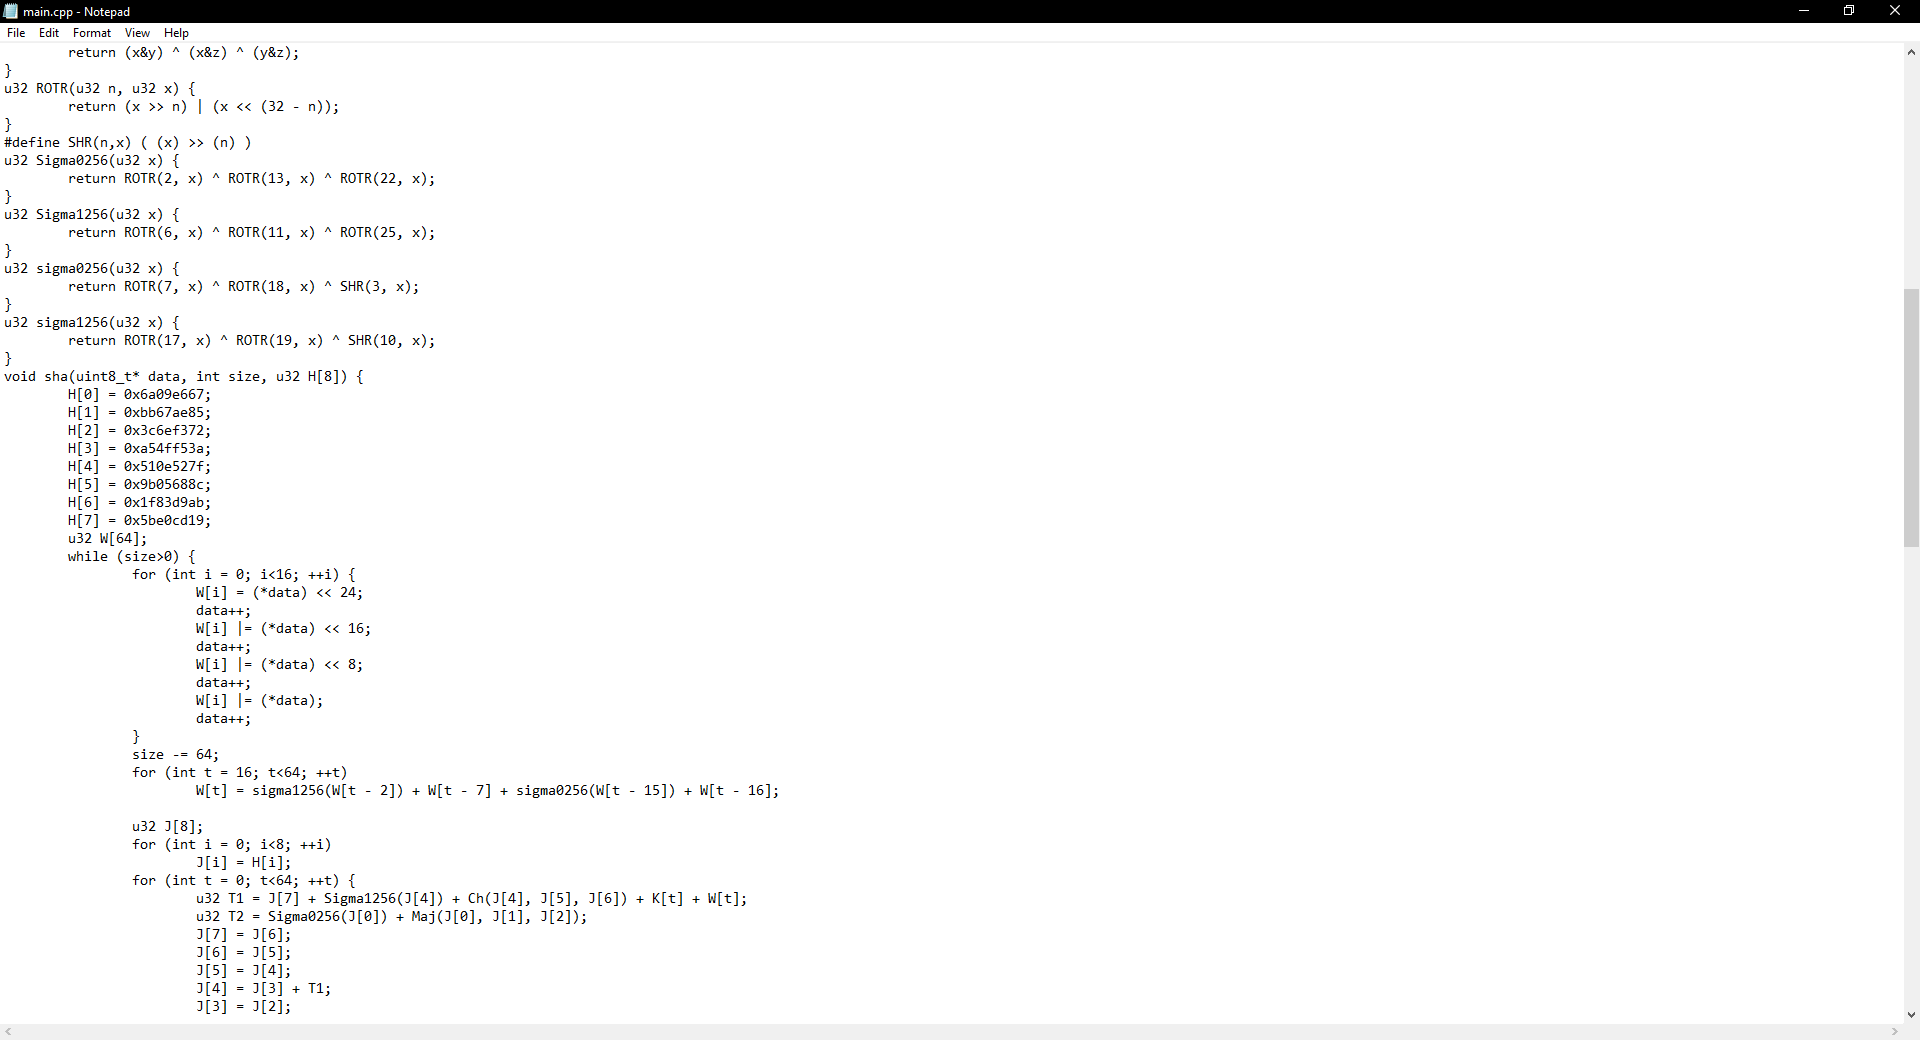 main.cpp - Notepad
File Edit Format View Help
return (x&y) ^ (x&z) ^ (y&z);
}
u32 ROTR(u32 n, u32 x) {
return (x >> n) | (x << (32 - n));
}
#define SHR(n,x) ( (x) >> (n) )
u32 Sigma0256(u32 x) {
return ROTR(2, x) ^ ROTR(13, x) ^ ROTR(22, x);
}
u32 Sigma1256(u32 x) {
return ROTR(6, x) ^ ROTR(11, x) ^ ROTR(25, x);
}
u32 sigma0256(u32 x) {
return ROTR(7, x) ^ ROTR(18, x) ^ SHR(3, x);
}
u32 sigma1256(u32 x) {
return ROTR(17, x) ^ ROTR(19, x) ^ SHR(10, x);
}
void sha(uint8_t* data, int size, u32 H[8]) {
H[0] = 0x6a09e667;
H[1] = 0xbb67ae85;
H[2] = 0x3c6ef372;
H[3] = 0xa54ff53a;
H[4] = 0x510e527f;
H[5] = 0x9b05688c;
H[6] = 0x1f83d9ab;
H[7] = 0x5be0cd19;
u32 W[64];
while (size>0) {
for (int i = 0; i<16; ++i) {
W[i] = (*data) << 24;
data++;
W[i] |= (*data) << 16;
data++;
W[i] |= (*data) << 8;
data++;
W[i] |= (*data);
data++;
}
size -= 64;
for (int t = 16; t<64; ++t)
W[t] = sigma1256(W[t - 2]) + W[t - 7] + sigma0256(W[t - 15]) + W[t - 16];
u32 J[8];
for (int i = 0; i<8; ++i)
J[i] = H[i];
for (int t = 0; t<64; ++t) {
u32 T1 = J[7] + Sigma1256(J[4]) + Ch(J[4], J[5], J[6]) + K[t] + W[t];
u32 T2 = Sigma0256(J[0]) + Maj(J[0], J[1], J[2]);
J[7] = J[6];
J[6] = J[5];
J[5] = J[4];
J[4] = J[3] + T1;
J[3] = J[2];